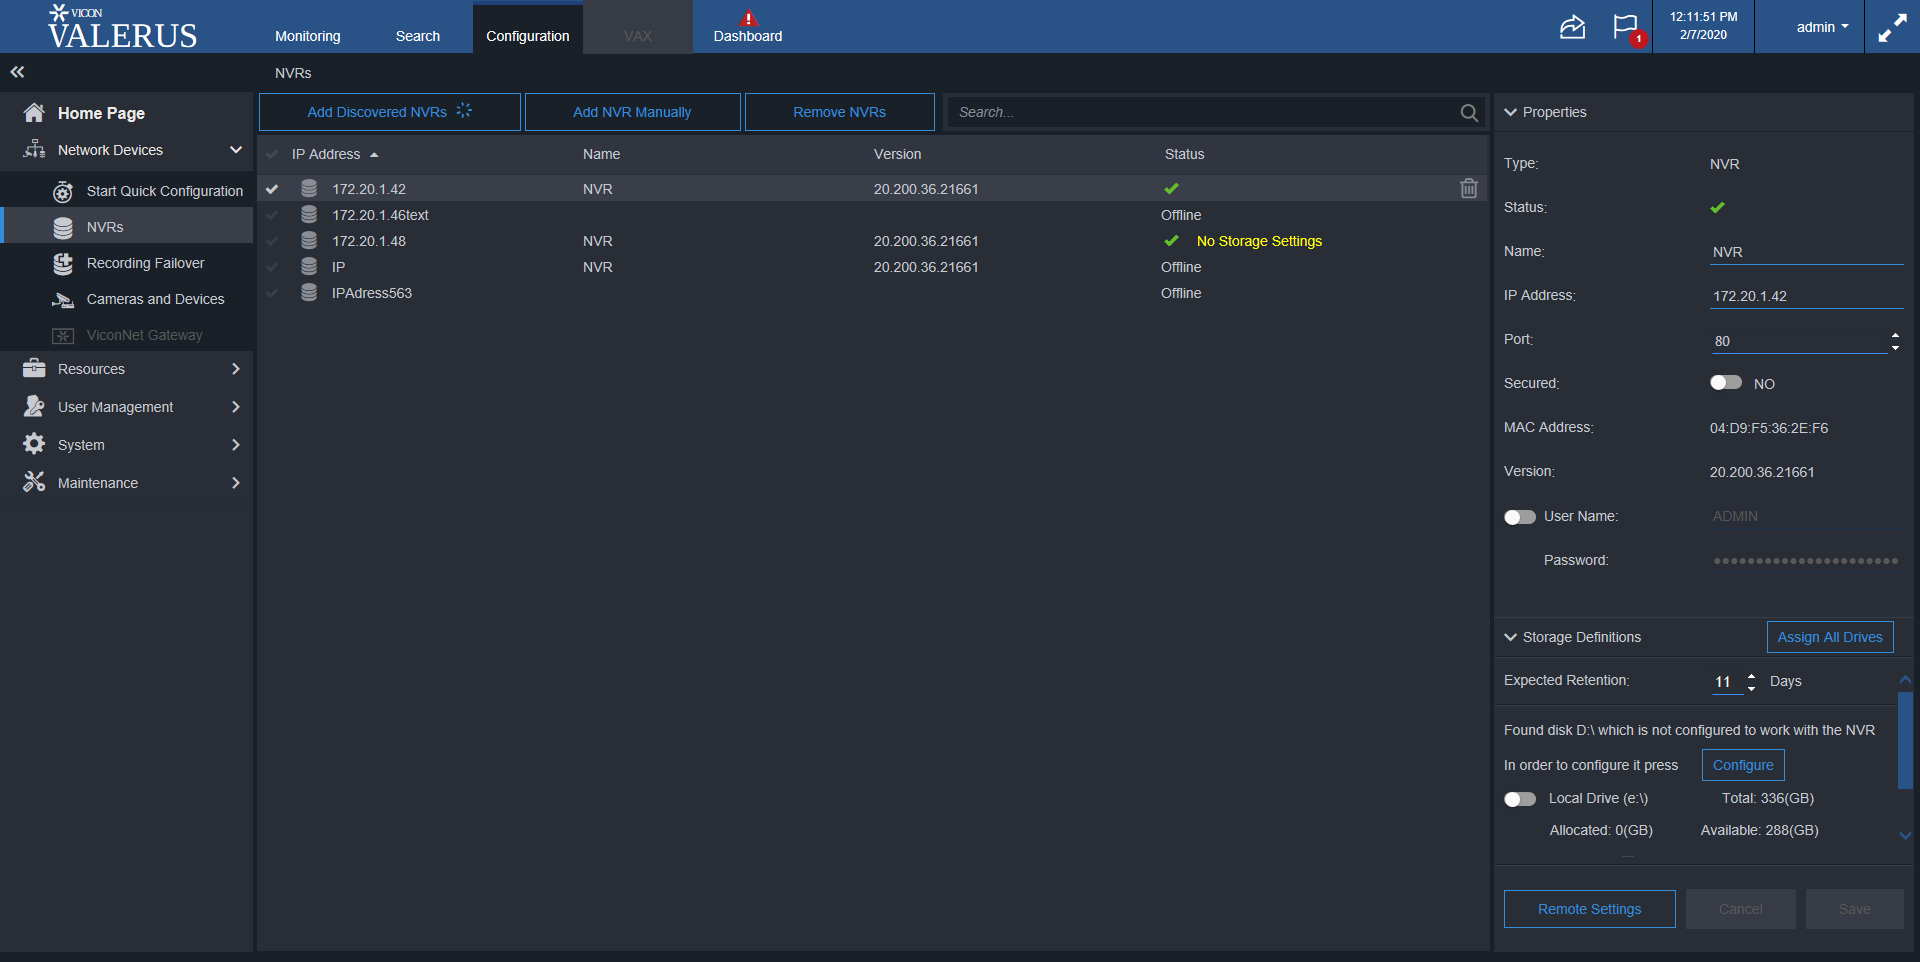 VICON
VALERUS
Monitoring
Search
Configuration
VAX
Dashboard
1
12:11:51 PM
2/7/2020
admin
NVRs
Home Page
Network Devices
Start Quick Configuration
NVRs
Recording Failover
Cameras and Devices
ViconNet Gateway
Resources
User Management
System
Maintenance
Add Discovered NVRs
Add NVR Manually
Remove NVRs
Search...
IP Address Name Version Status
172.20.1.42 NVR 20.200.36.21661
172.20.1.46text Offline
172.20.1.48 NVR 20.200.36.21661 No Storage Settings
IP NVR 20.200.36.21661 Offline
IPAdress563 Offline
Properties
Type: NVR
Status:
Name: NVR
IP Address: 172.20.1.42
Port: 80
Secured: NO
MAC Address: 04:D9:F5:36:2E:F6
Version: 20.200.36.21661
User Name: ADMIN
Password: ••••••••••••••••••••••
Storage Definitions Assign All Drives
Expected Retention: 11 Days
Found disk D:\ which is not configured to work with the NVR
In order to configure it press Configure
Local Drive (e:\) Total: 336(GB)
Allocated: 0(GB) Available: 288(GB)
Remote Settings Cancel Save